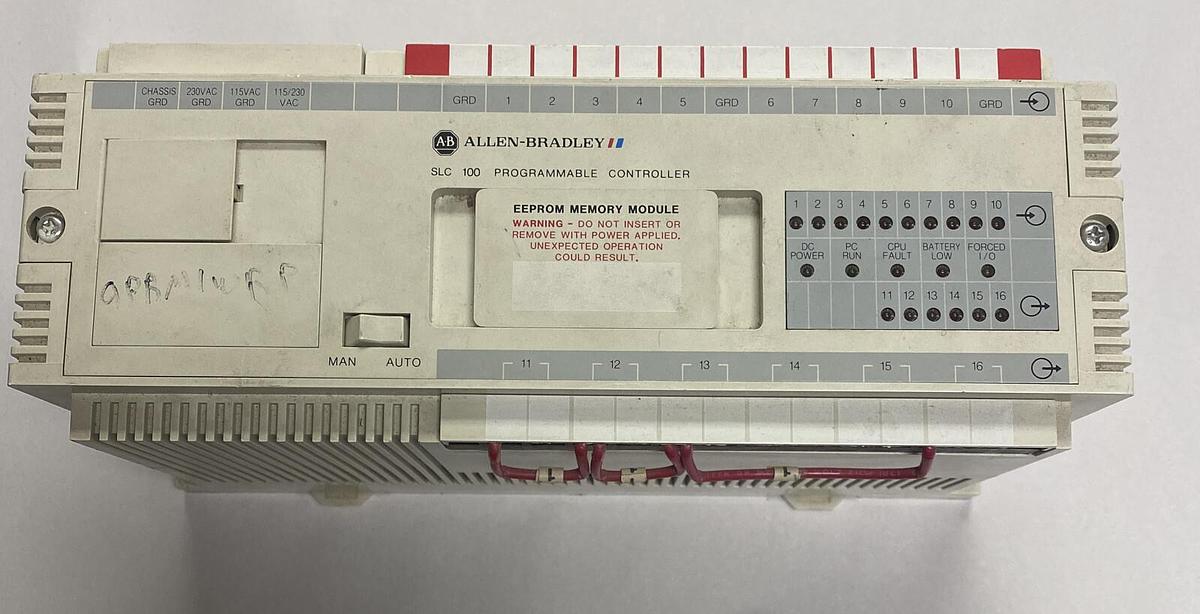 CHASSIS GRD 230VAC GRD 115VAC GRD 115/230 VAC GRD 1 2 3 4 5 GRD 6 7 8 9 10 GRD
A·B ALLEN-BRADLEY
SLC 100 PROGRAMMABLE CONTROLLER
EEPROM MEMORY MODULE
WARNING - DO NOT INSERT OR
REMOVE WITH POWER APPLIED.
UNEXPECTED OPERATION
COULD RESULT.
1 2 3 4 5 6 7 8 9 10
DC POWER PC RUN CPU FAULT BATTERY LOW FORCED I/O
11 12 13 14 15 16
MAN AUTO
11 12 13 14 15 16